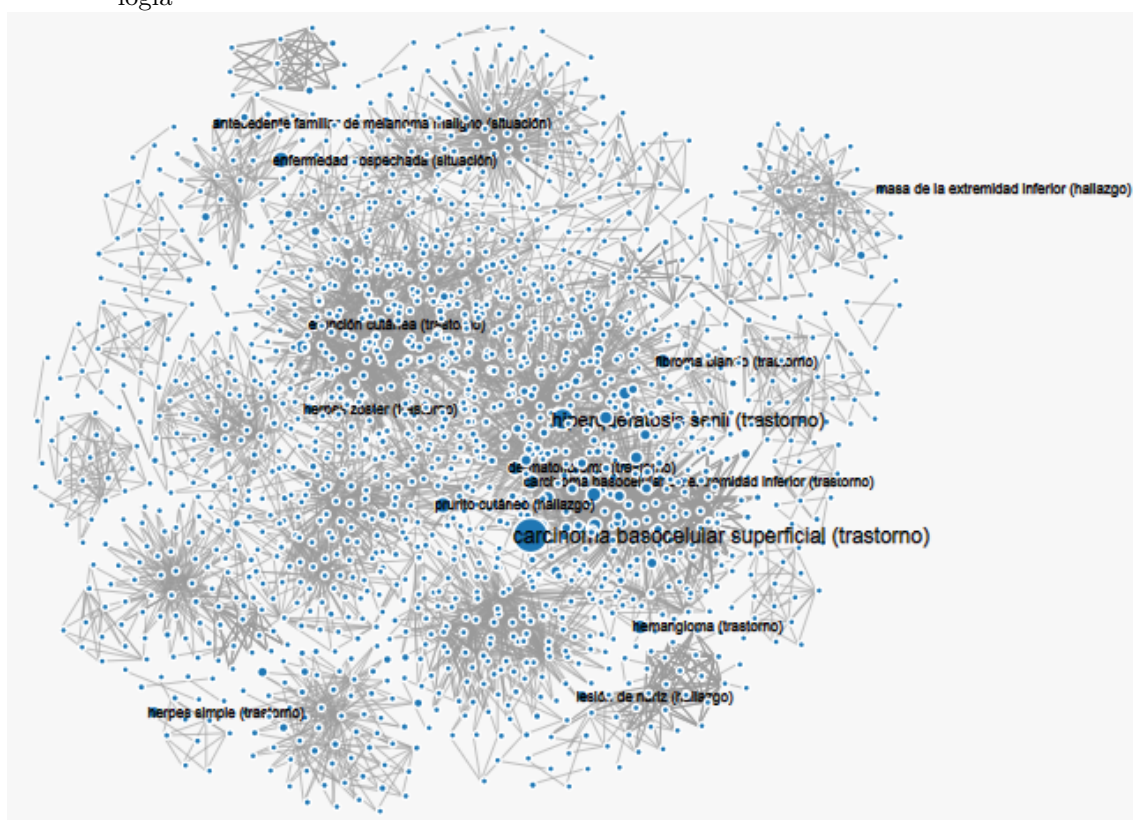 logía
antecedente familiar de melanoma maligno (situación)
enfermedad sospechada (situación)
masa de la extremidad inferior (hallazgo)
erupción cutánea (trastorno)
fibroma blando (trastorno)
herpes zóster (trastorno)
hiperqueratosis senil (trastorno)
dermatofibroma (trastorno)
carcinoma basocelular extremidad inferior (trastorno)
prurito cutáneo (hallazgo)
carcinoma basocelular superficial (trastorno)
hemangioma (trastorno)
lesión de nariz (hallazgo)
herpes simple (trastorno)